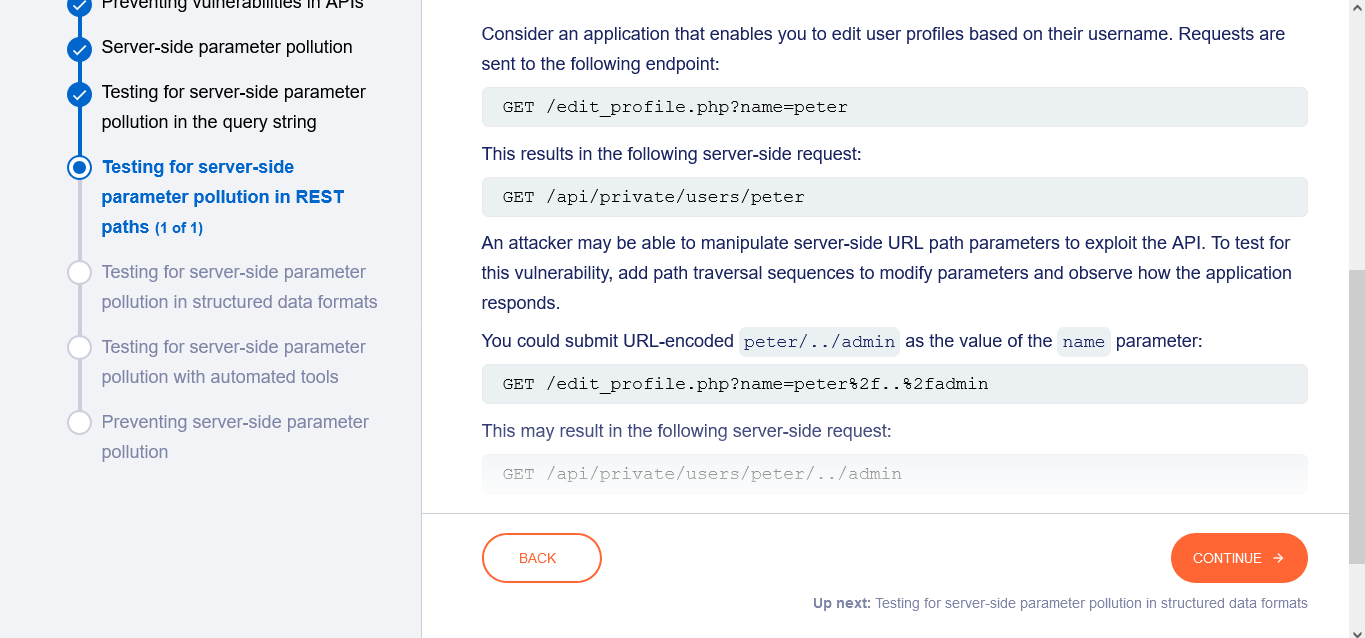 Preventing vulnerabilities in APIs
Server-side parameter pollution
Testing for server-side parameter
pollution in the query string
Testing for server-side
parameter pollution in REST
paths (1 of 1)
Testing for server-side parameter
pollution in structured data formats
Testing for server-side parameter
pollution with automated tools
Preventing server-side parameter
pollution
Consider an application that enables you to edit user profiles based on their username. Requests are
sent to the following endpoint:
GET /edit_profile.php?name=peter
This results in the following server-side request:
GET /api/private/users/peter
An attacker may be able to manipulate server-side URL path parameters to exploit the API. To test for
this vulnerability, add path traversal sequences to modify parameters and observe how the application
responds.
You could submit URL-encoded peter/../admin as the value of the name parameter:
GET /edit_profile.php?name=peter%2f..%2fadmin
This may result in the following server-side request:
GET /api/private/users/peter/../admin
BACK
CONTINUE →
Up next: Testing for server-side parameter pollution in structured data formats